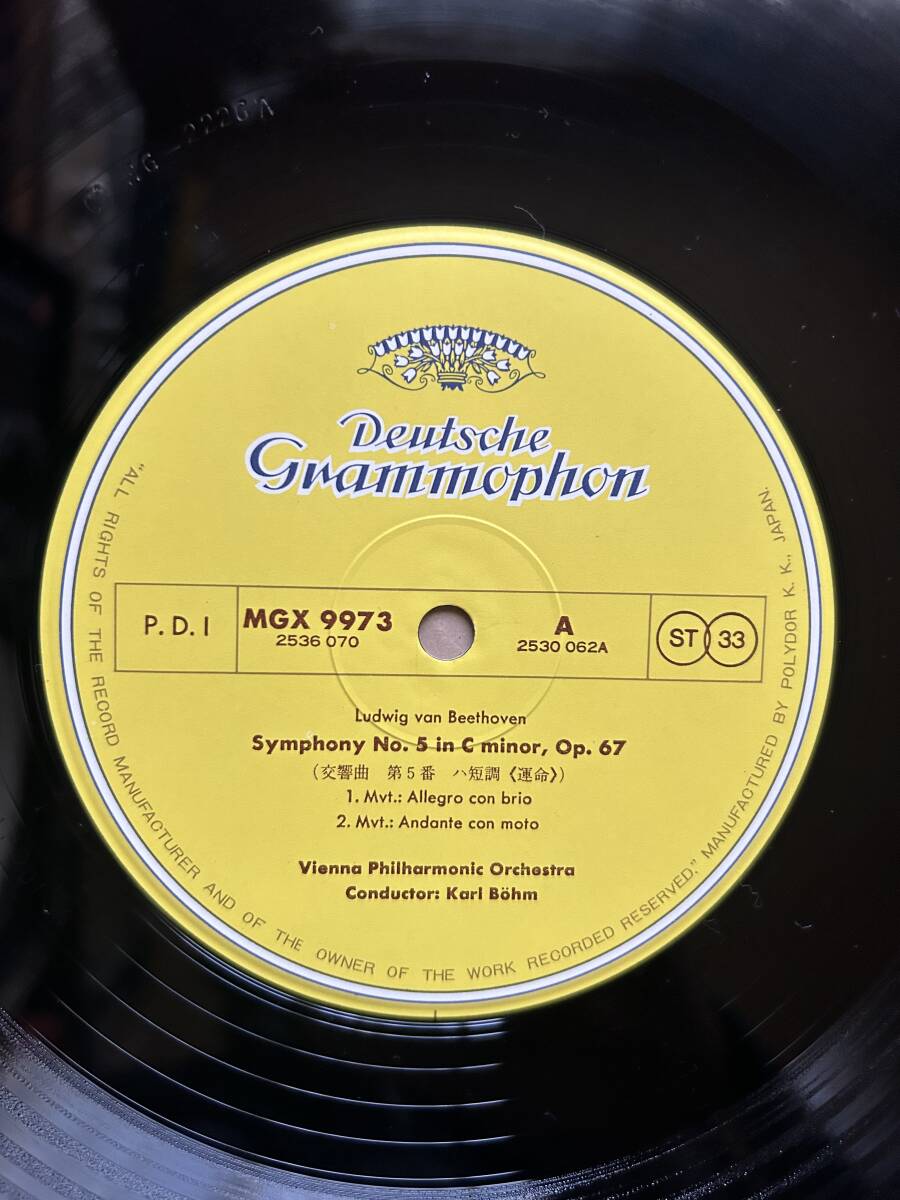 Deutsche
Grammophon
P. D. I
MGX 9973
2536 070
A
2530 062A
ST 33
Ludwig van Beethoven
Symphony No. 5 in C minor, Op. 67
(交響曲 第5番 ハ短調《運命》)
1. Mvt.: Allegro con brio
2. Mvt.: Andante con moto
Vienna Philharmonic Orchestra
Conductor: Karl Böhm
"ALL RIGHTS OF THE RECORD MANUFACTURER AND OF THE OWNER OF THE WORK RECORDED RESERVED." MANUFACTURED BY POLYDOR K. K., JAPAN.